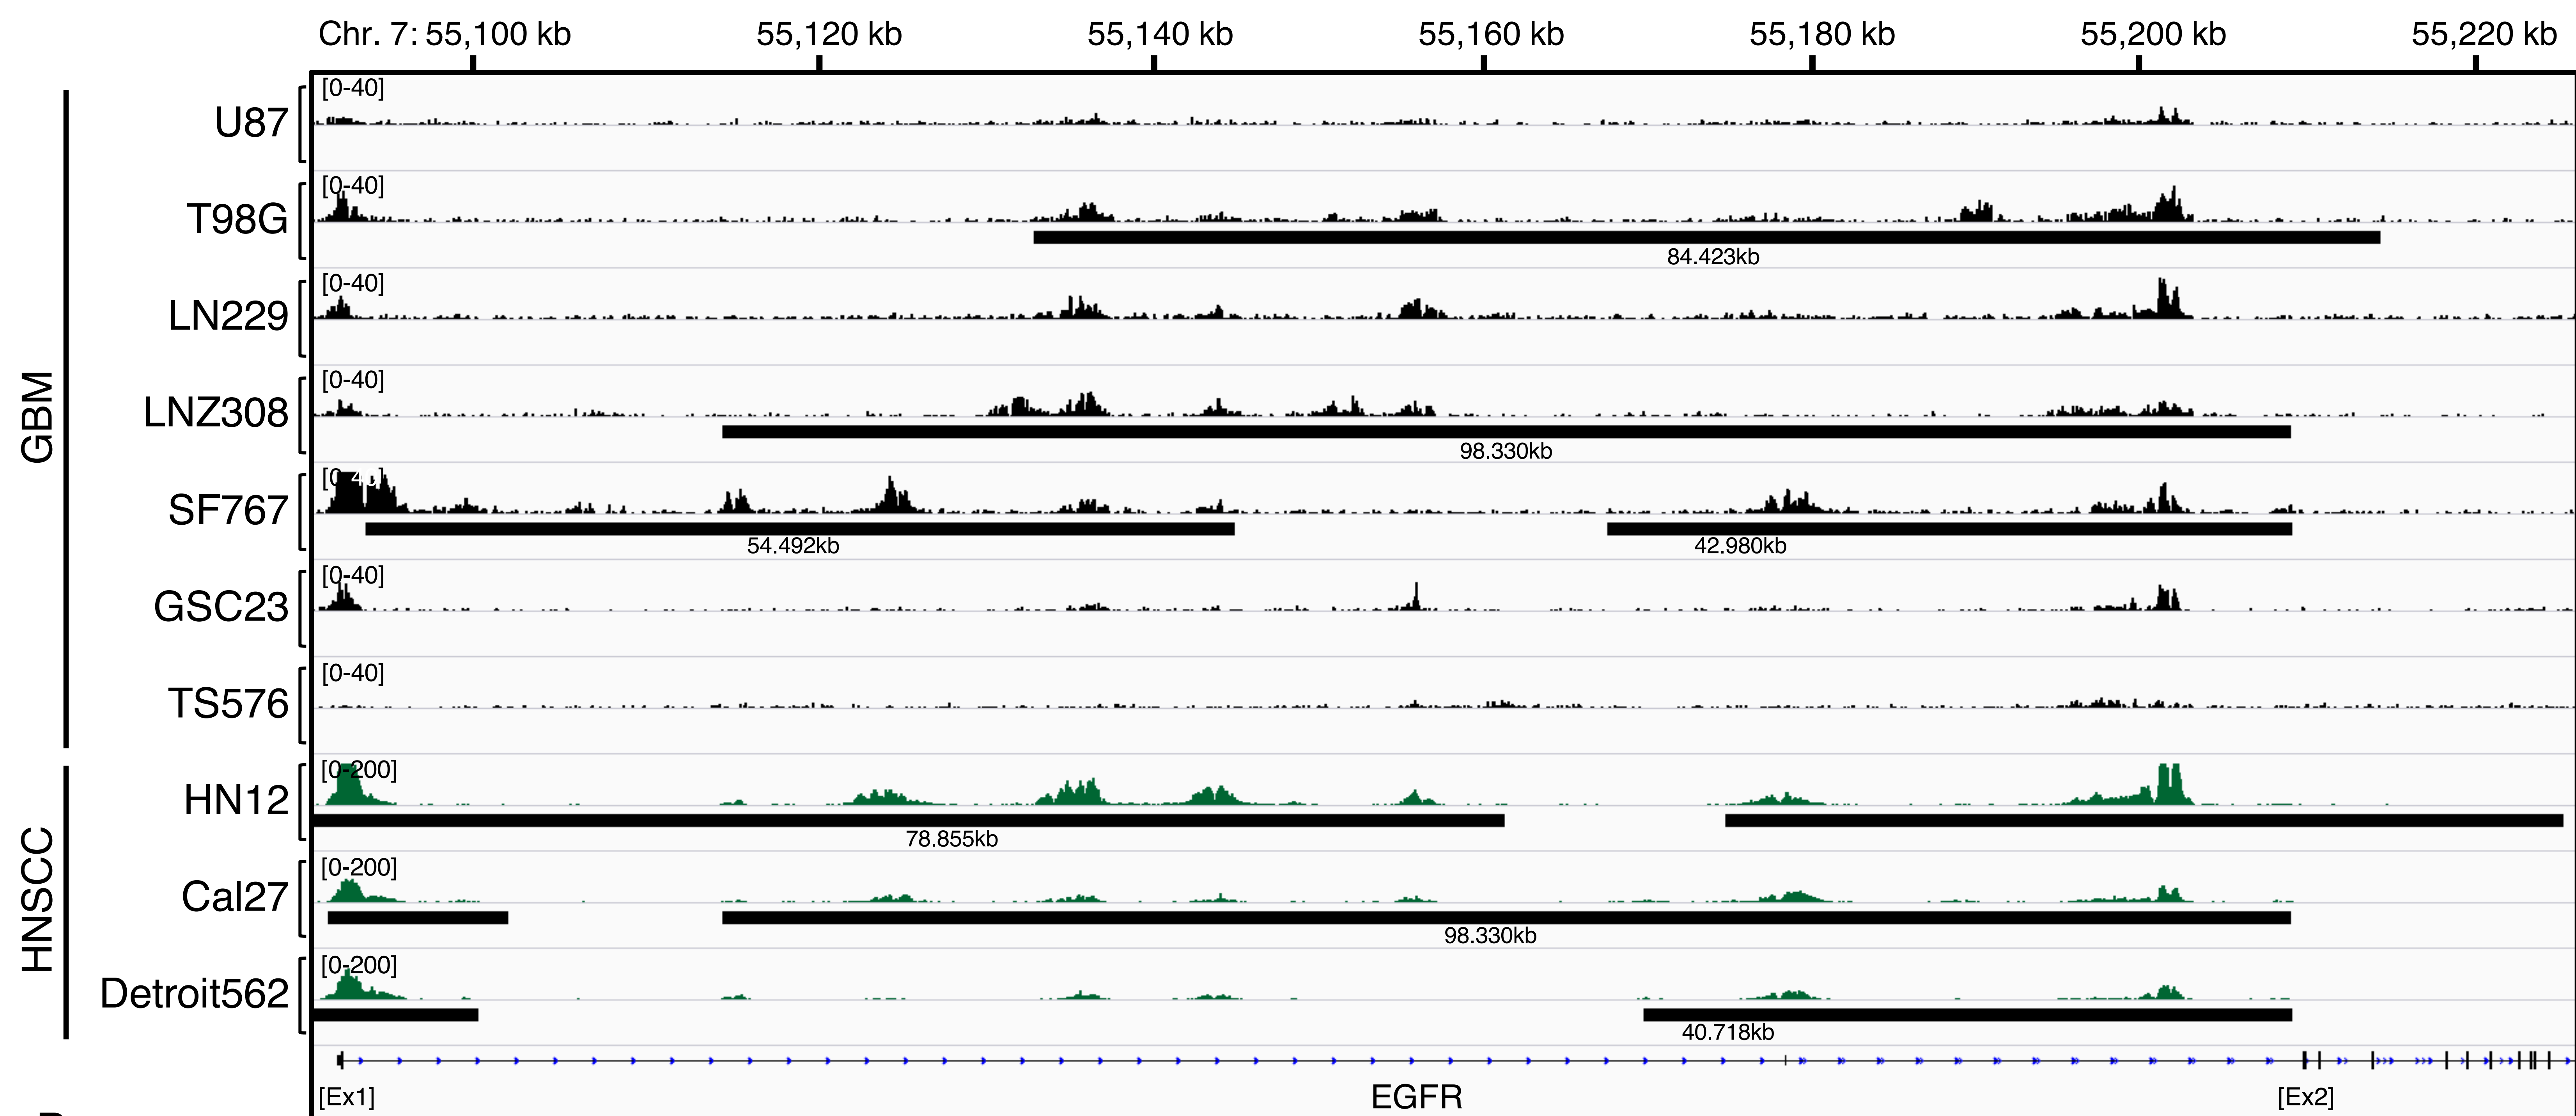 Chr. 7: 55,100 kb 55,120 kb 55,140 kb 55,160 kb 55,180 kb 55,200 kb 55,220 kb
GBM
U87 [0-40]
T98G [0-40]
84.423kb
LN229 [0-40]
LNZ308 [0-40]
98.330kb
SF767 [0-40]
54.492kb 42.980kb
GSC23 [0-40]
TS576 [0-40]
HNSCC
HN12 [0-200]
78.855kb
Cal27 [0-200]
98.330kb
Detroit562 [0-200]
40.718kb
[Ex1] EGFR [Ex2]